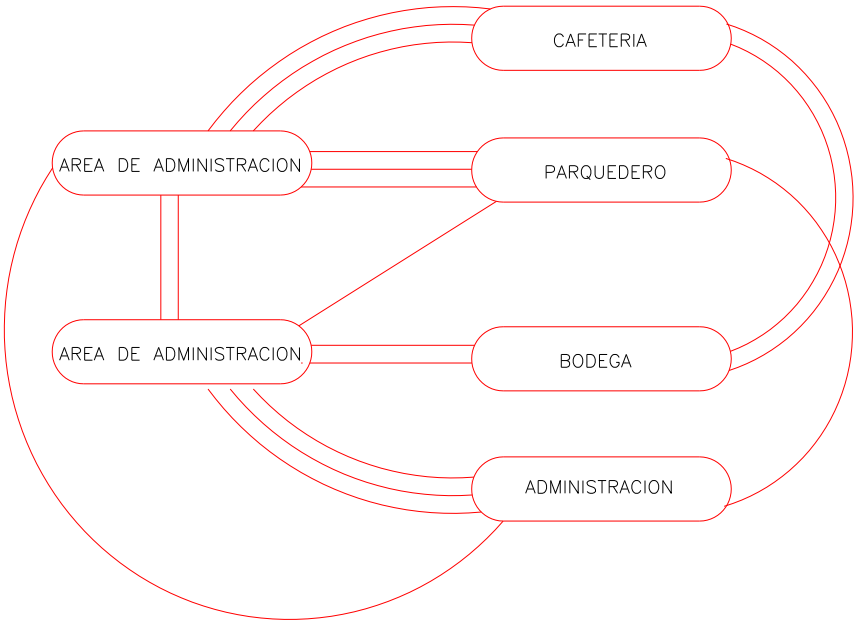 CAFETERIA
AREA DE ADMINISTRACION
PARQUEDERO
AREA DE ADMINISTRACION
BODEGA
ADMINISTRACION